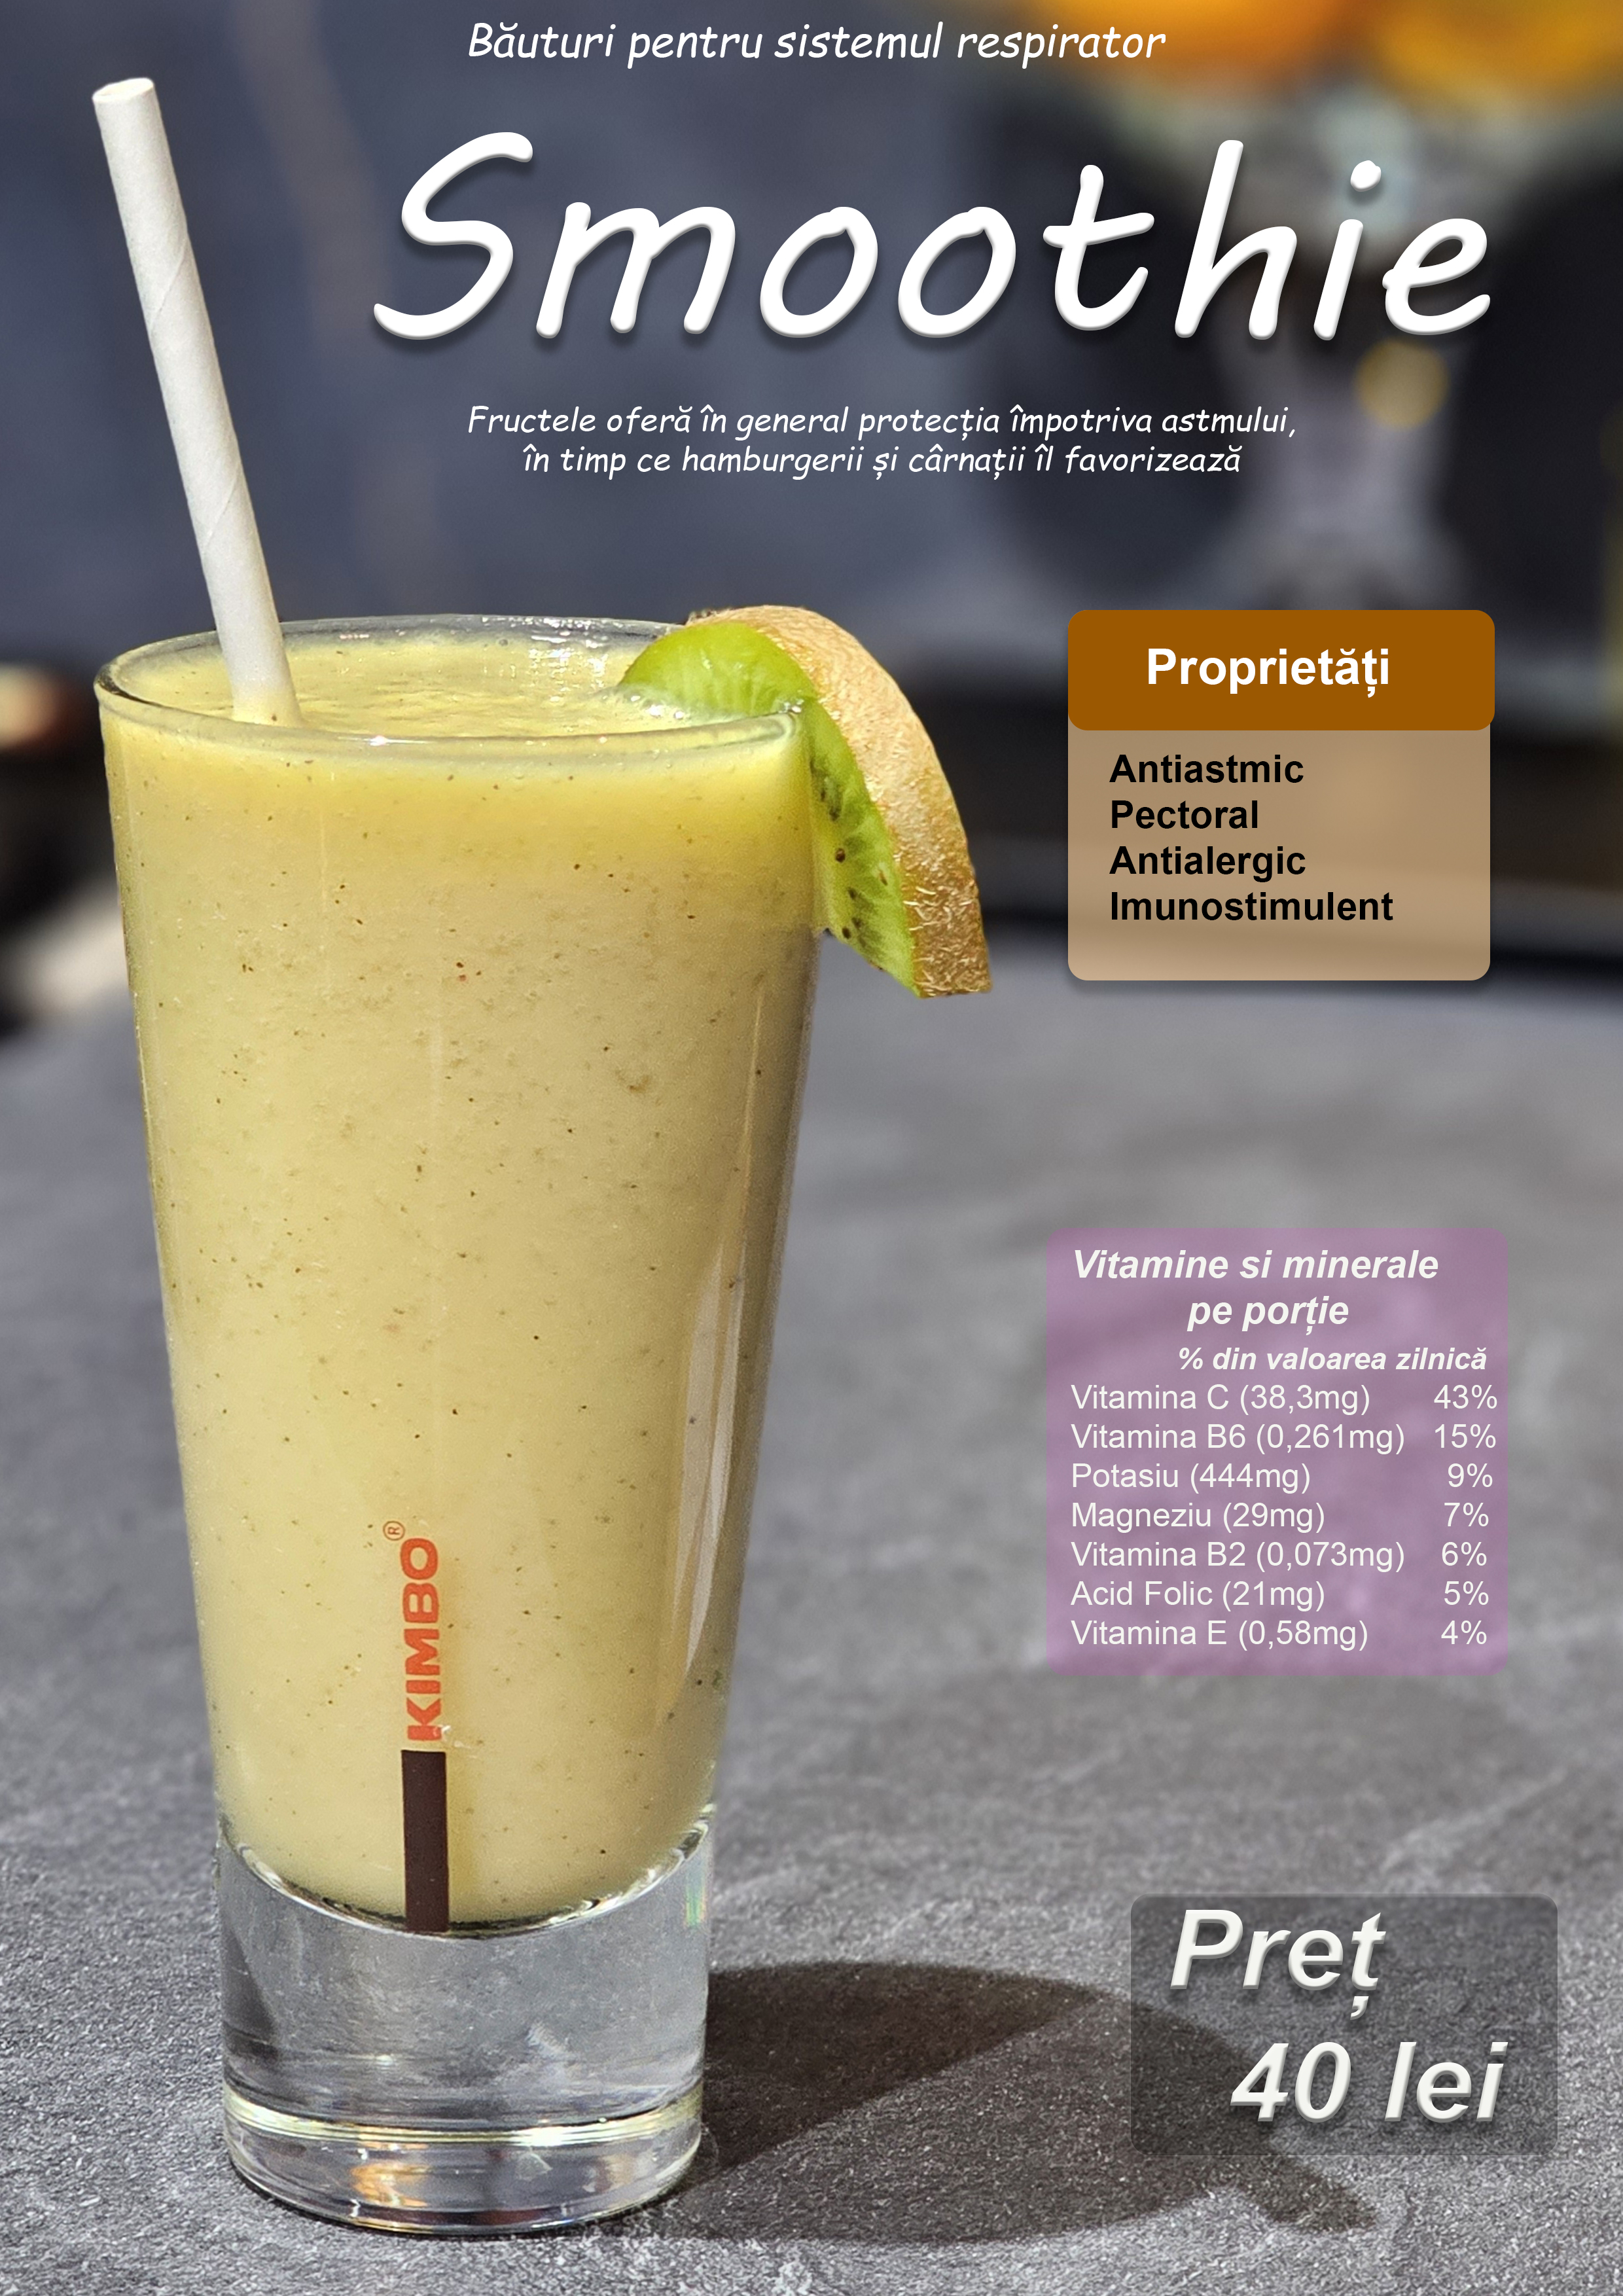 Băuturi pentru sistemul respirator
Smoothie
Fructele oferă în general protecția împotriva astmului,
în timp ce hamburgerii și cârnații îl favorizează
Proprietăți
Antiastmic
Pectoral
Antialergic
Imunostimulent
Vitamine si minerale
pe porție
% din valoarea zilnică
Vitamina C (38,3mg) 43%
Vitamina B6 (0,261mg) 15%
Potasiu (444mg) 9%
Magneziu (29mg) 7%
Vitamina B2 (0,073mg) 6%
Acid Folic (21mg) 5%
Vitamina E (0,58mg) 4%
KIMBO®
Preț
40 lei